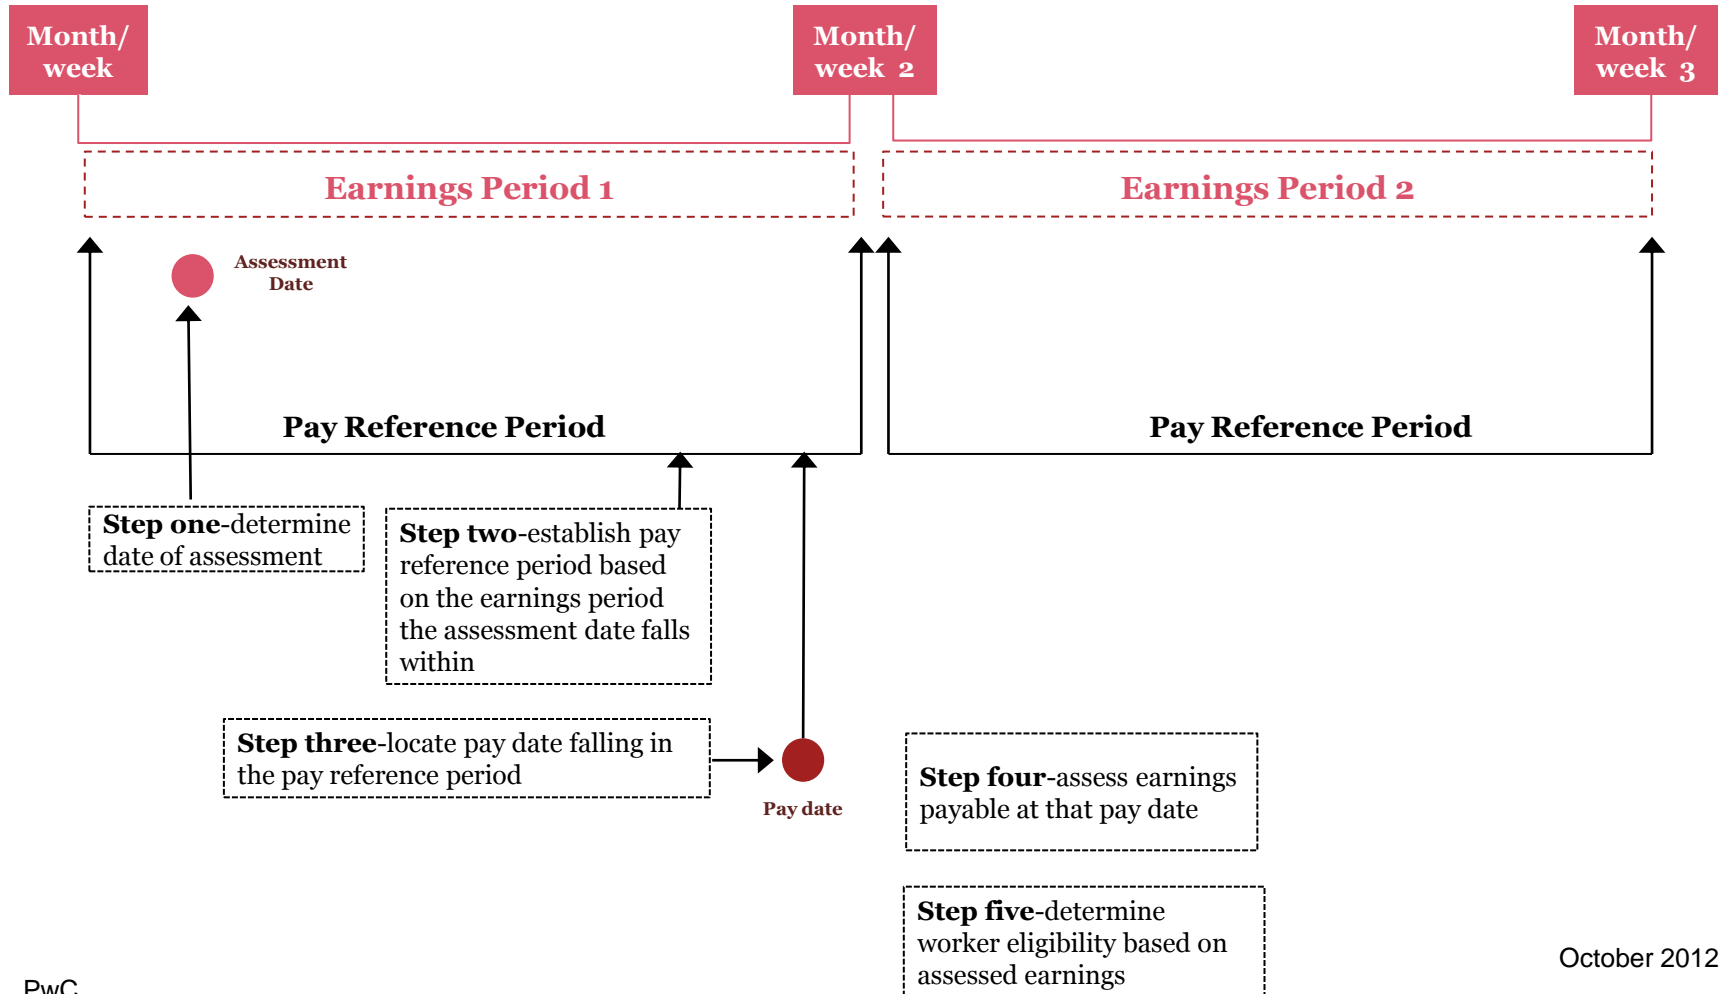 Month/
week
Month/
week 2
Month/
week 3
Earnings Period 1
Earnings Period 2
Assessment
Date
Pay Reference Period
Pay Reference Period
Step one-determine
date of assessment
Step two-establish pay
reference period based
on the earnings period
the assessment date falls
within
Step three-locate pay date falling in
the pay reference period
Pay date
Step four-assess earnings
payable at that pay date
Step five-determine
worker eligibility based on
assessed earnings
October 2012
PwC